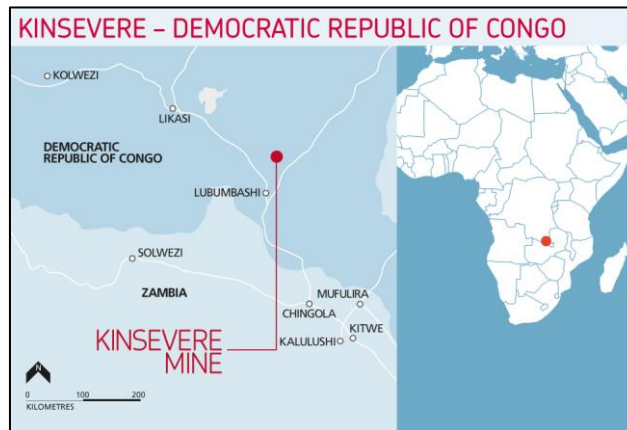 KINSEVERE – DEMOCRATIC REPUBLIC OF CONGO
KOLWEZI
LIKASI
DEMOCRATIC
REPUBLIC OF CONGO
LUBUMBASHI
SOLWEZI
ZAMBIA
MUFULIRA
CHINGOLA
KITWE
KALULUSHI
KINSEVERE
MINE
N
0 100 200
KILOMETRES